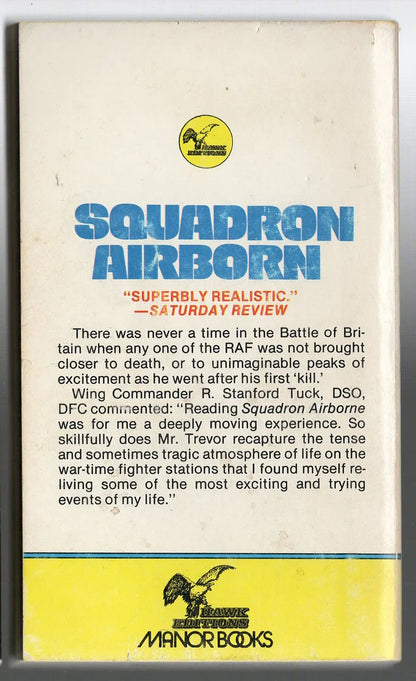 HAWK
EDITIONS
SQUADRON
AIRBORN
"SUPERBLY REALISTIC."
—SATURDAY REVIEW
There was never a time in the Battle of Bri-
tain when any one of the RAF was not brought
closer to death, or to unimaginable peaks of
excitement as he went after his first 'kill.'
Wing Commander R. Stanford Tuck, DSO,
DFC commented: "Reading Squadron Airborne
was for me a deeply moving experience. So
skillfully does Mr. Trevor recapture the tense
and sometimes tragic atmosphere of life on the
war-time fighter stations that I found myself re-
living some of the most exciting and trying
events of my life."
HAWK
EDITIONS
MANOR BOOKS